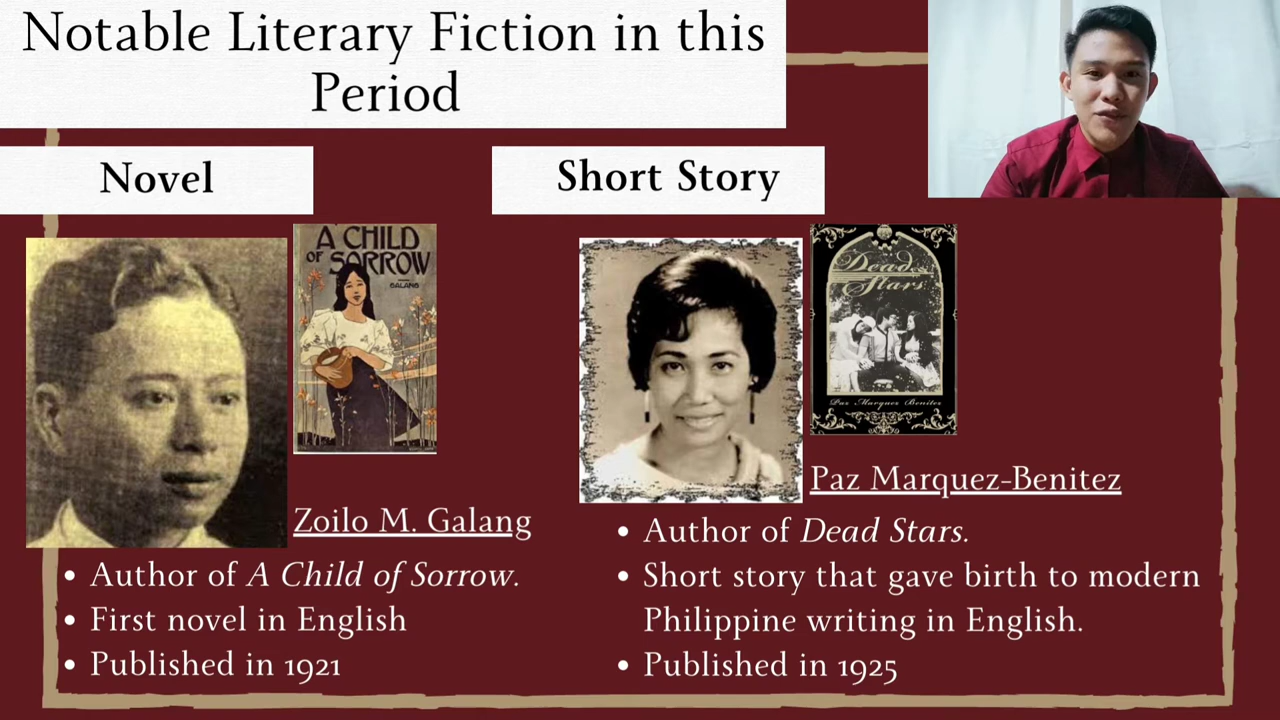 Notable Literary Fiction in this
Period
Novel
Short Story
A CHILD
OF SORROW
GALANG
Dead
Stars
Paz Marquez Benitez
Zoilo M. Galang
• Author of A Child of Sorrow.
• First novel in English
• Published in 1921
Paz Marquez-Benitez
• Author of Dead Stars.
• Short story that gave birth to modern
Philippine writing in English.
• Published in 1925